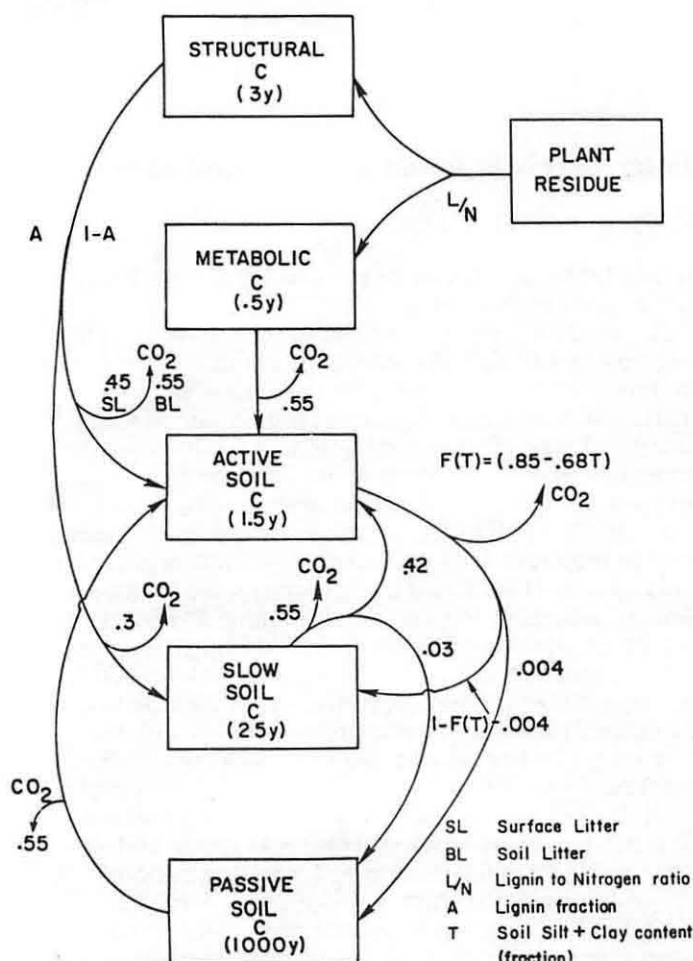 STRUCTURAL
C
(3y)
PLANT
RESIDUE
L/N
A
1-A
METABOLIC
C
(.5y)
CO2
.45 .55
SL BL
CO2
.55
ACTIVE
SOIL
C
(1.5y)
F(T)=(.85-.68T)
CO2
.42
CO2
.3
CO2
.55
.03
.004
SLOW
SOIL
C
(25y)
1-F(T)-.004
CO2
.55
PASSIVE
SOIL
C
(1000y)
SL Surface Litter
BL Soil Litter
L/N Lignin to Nitrogen ratio
A Lignin fraction
T Soil Silt + Clay content
(fraction)